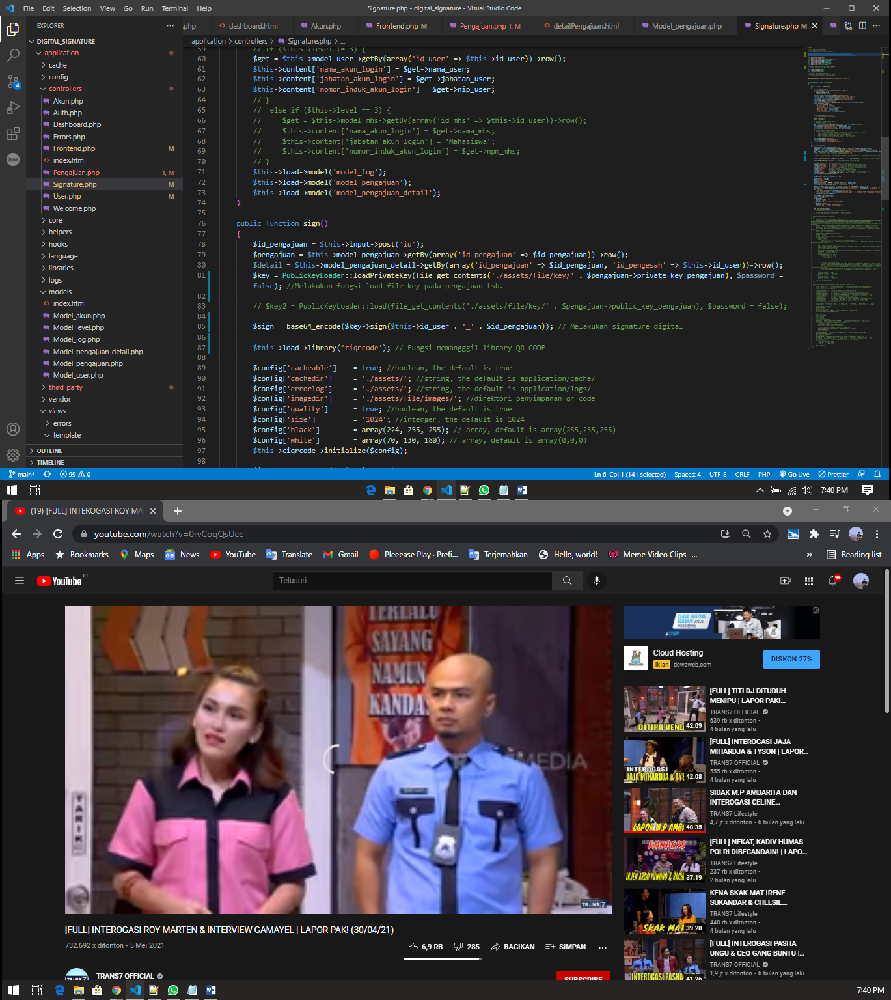 File Edit Selection View Go Run Terminal Help
Signature.php - digital_signature - Visual Studio Code
EXPLORER
DIGITAL_SIGNATURE
application
cache
config
controllers
Akun.php
Auth.php
Dashboard.php
Errors.php
Frontend.php M
index.html
Pengajuan.php 1, M
Signature.php M
User.php M
Welcome.php
core
helpers
hooks
language
libraries
logs
models
index.html
Model_akun.php
Model_level.php
Model_log.php
Model_pengajuan_detail.php
Model_pengajuan.php
Model_user.php
third_party
vendor
views
errors
template
OUTLINE
TIMELINE
4
Json
.php dashboard.html Akun.php Frontend.php M Pengajuan.php 1, M detailPengajuan.html Model_pengajuan.php Signature.php M
application > controllers > Signature.php > ...
59 // if ($this->level != 3) {
60 $get = $this->model_user->getBy(array('id_user' => $this->id_user))->row();
61 $this->content['nama_akun_login'] = $get->nama_user;
62 $this->content['jabatan_akun_login'] = $get->jabatan_user;
63 $this->content['nomor_induk_akun_login'] = $get->nip_user;
64 // }
65 //  else if ($this->level == 3) {
66 //     $get = $this->model_mhs->getBy(array('id_mhs' => $this->id_user))->row();
67 //     $this->content['nama_akun_login'] = $get->nama_mhs;
68 //     $this->content['jabatan_akun_login'] = 'Mahasiswa';
69 //     $this->content['nomor_induk_akun_login'] = $get->npm_mhs;
70 // }
71 $this->load->model('model_log');
72 $this->load->model('model_pengajuan');
73 $this->load->model('model_pengajuan_detail');
74 }
75
76 public function sign()
77 {
78 $id_pengajuan = $this->input->post('id');
79 $pengajuan = $this->model_pengajuan->getBy(array('id_pengajuan' => $id_pengajuan))->row();
80 $detail = $this->model_pengajuan_detail->getBy(array('id_pengajuan' => $id_pengajuan, 'id_pengesah' => $this->id_user))->row();
81 $key = PublicKeyLoader::loadPrivateKey(file_get_contents('./assets/file/key/' . $pengajuan->private_key_pengajuan), $password =
false); //Melakukan fungsi load file key pada pengajuan tsb.
82
83 // $key2 = PublicKeyLoader::load(file_get_contents('./assets/file/key/' . $pengajuan->public_key_pengajuan), $password = false);
84
85 $sign = base64_encode($key->sign($this->id_user . '_' . $id_pengajuan)); // Melakukan signature digital
86
87 $this->load->library('ciqrcode'); // Fungsi memangggil library QR CODE
88
89 $config['cacheable']    = true; //boolean, the default is true
90 $config['cachedir']     = './assets/'; //string, the default is application/cache/
91 $config['errorlog']     = './assets/'; //string, the default is application/logs/
92 $config['imagedir']     = './assets/file/images/'; //direktori penyimpanan qr code
93 $config['quality']      = true; //boolean, the default is true
94 $config['size']         = '1024'; //interger, the default is 1024
95 $config['black']        = array(224, 255, 255); // array, default is array(255,255,255)
96 $config['white']        = array(70, 130, 180); // array, default is array(0,0,0)
97 $this->ciqrcode->initialize($config);
98
main* 99 0 Ln 6, Col 1 (141 selected) Spaces: 4 UTF-8 CRLF PHP Go Live Prettier
7:40 PM
(19) [FULL] INTEROGASI ROY MA
youtube.com/watch?v=0rvCoqQsUcc
Apps Bookmarks Maps News YouTube Translate Gmail Pleeease Play · Prefi... Terjemahkan Hello, world! Meme Video Clips -... » Reading list
YouTube ID
Telusuri
9+
TERLALU
SAYANG
NAMUN
KANDAS
TAHIK
MEDIA
TRANS 7
[FULL] INTEROGASI ROY MARTEN & INTERVIEW GAMAYEL | LAPOR PAK! (30/04/21)
732.692 x ditonton • 5 Mei 2021
6,9 RB 285 BAGIKAN SIMPAN ...
TRANS7 OFFICIAL
SUBSCRIBE
CLOUD HOSTING
TERBAIK untuk
Websitemu
Cloud Hosting
Iklan dewaweb.com
DISKON 27%
dewaweb
[FULL] TITI DJ DITUDUH
MENIPU | LAPOR PAK!...
TRANS7 OFFICIAL
639 rb x ditonton •
4 bulan yang lalu
DITIPU VEND
42.09
[FULL] INTEROGASI JAJA
MIHARDJA & TYSON | LAPOR...
TRANS7 OFFICIAL
555 rb x ditonton •
4 bulan yang lalu
INTEROGASI
JAJA MIHARDJA & TYS
42.08
SIDAK M.P AMBARITA DAN
INTEROGASI CELINE...
TRANS7 Lifestyle
4,7 jt x ditonton • 6 bulan yang lalu
LAPOR M.P AMBA
40.35
[FULL] NEKAT, KADIV HUMAS
POLRI DIBECANDAIN! | LAPO...
TRANS7 Lifestyle
237 rb x ditonton •
2 bulan yang lalu
KONPERS
IRJEN ARGO YUWONO & RACH
37.19
KENA SKAK MAT IRENE
SUKANDAR & CHELSIE...
TRANS7 Lifestyle
440 rb x ditonton •
4 bulan yang lalu
SKAK MAT
39.28
[FULL] INTEROGASI PASHA
UNGU & CEO GANG BUNTU |...
TRANS7 OFFICIAL
1,9 jt x ditonton • 6 bulan yang lalu
INTEROGASI PASHA
41.26
7:40 PM